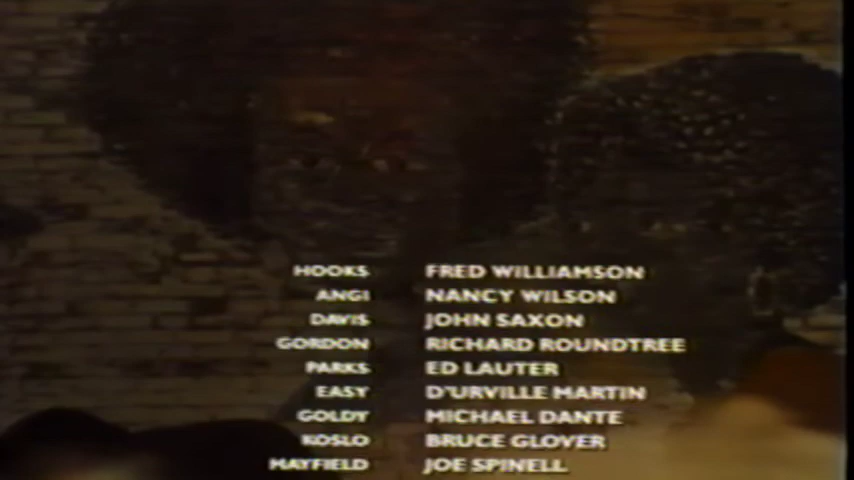 HOOKS FRED WILLIAMSON
ANGI NANCY WILSON
DAVIS JOHN SAXON
GORDON RICHARD ROUNDTREE
PARKS ED LAUTER
EASY D'URVILLE MARTIN
GOLDY MICHAEL DANTE
KOSLO BRUCE GLOVER
MAYFIELD JOE SPINELL